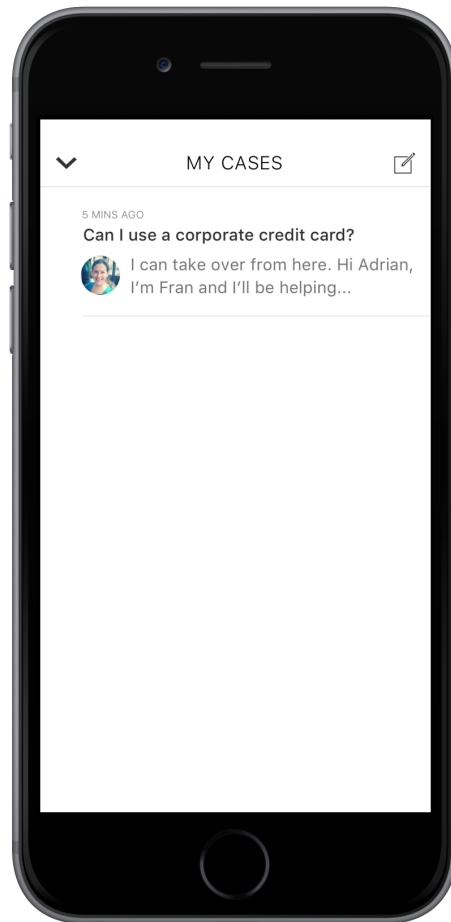 MY CASES
5 MINS AGO
Can I use a corporate credit card?
I can take over from here. Hi Adrian,
I’m Fran and I’ll be helping...